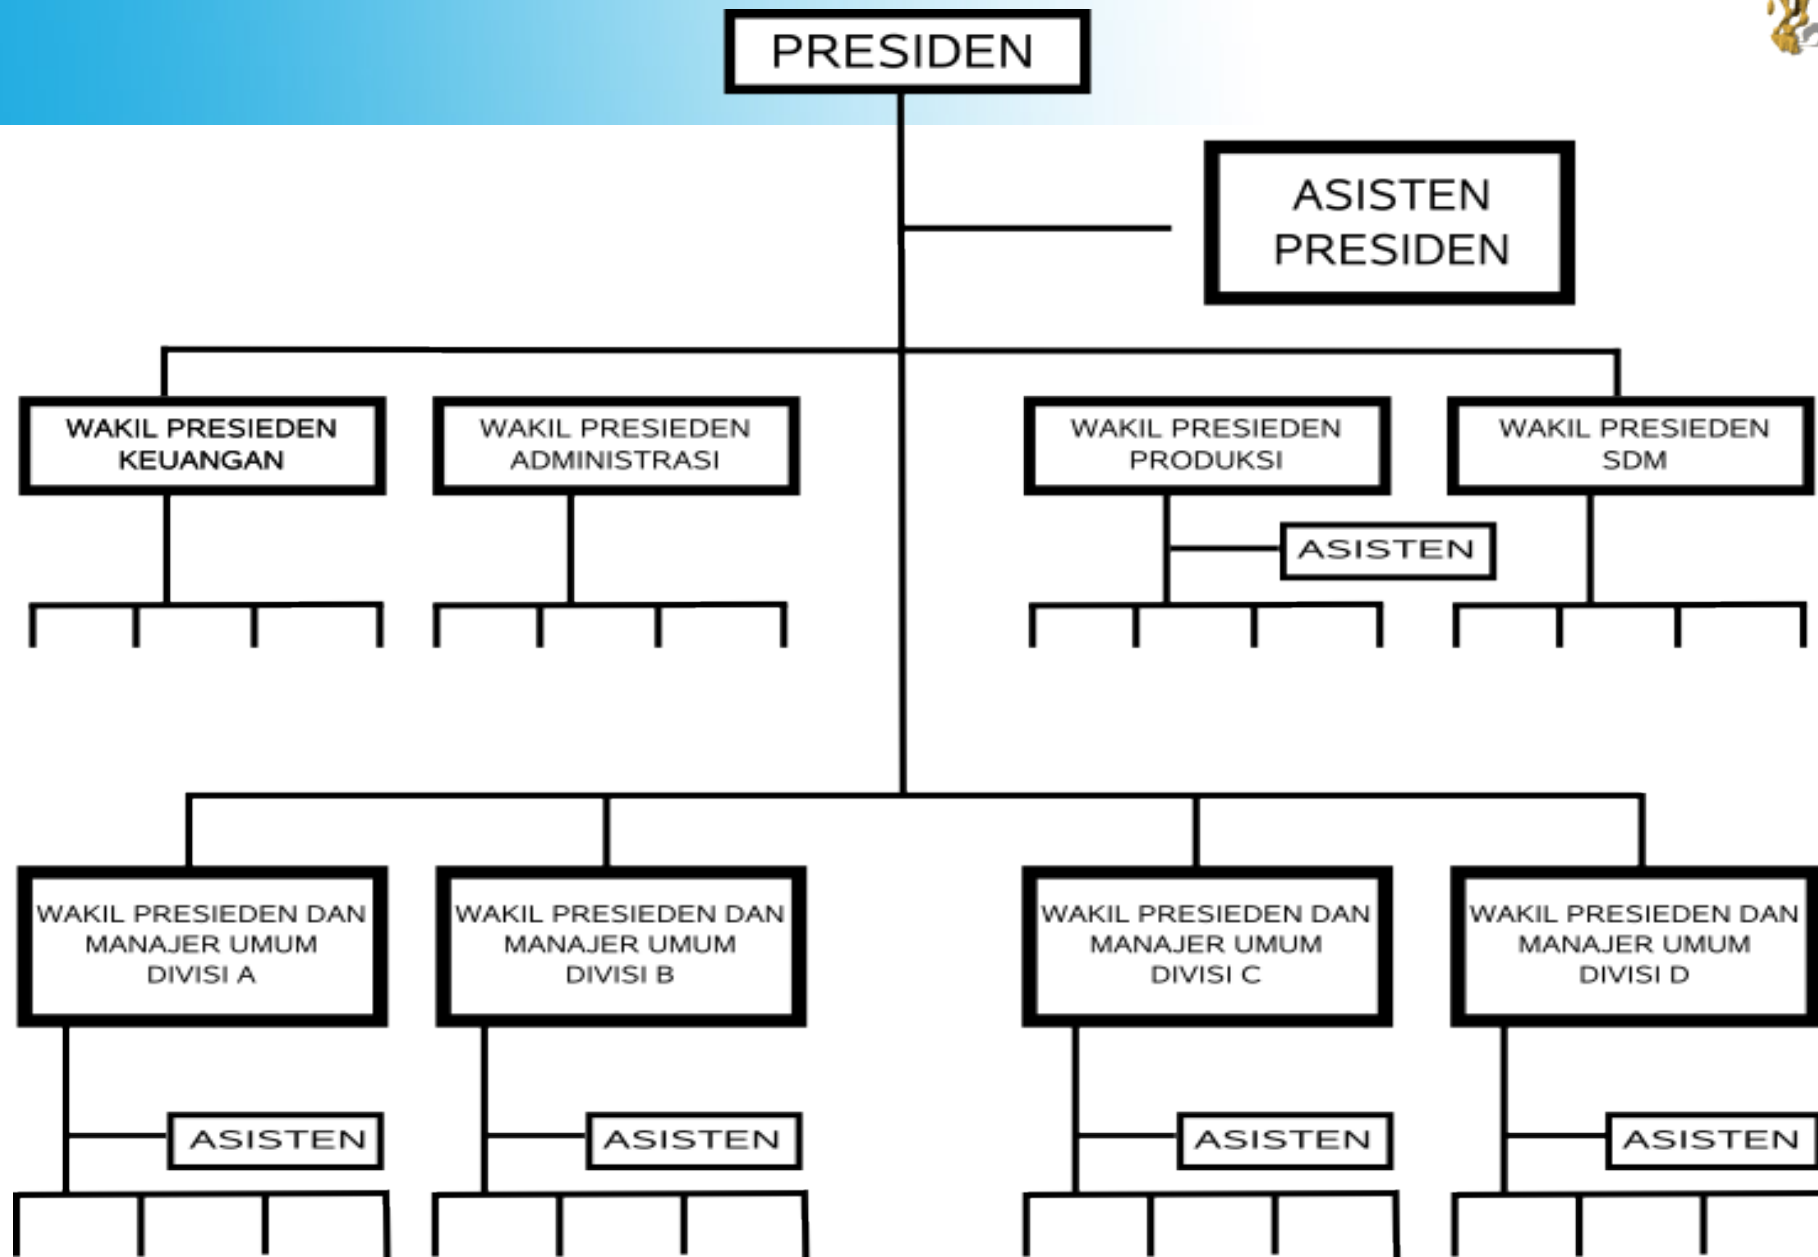 PRESIDEN
ASISTEN
PRESIDEN
WAKIL PRESIEDEN
KEUANGAN
WAKIL PRESIEDEN
ADMINISTRASI
WAKIL PRESIEDEN
PRODUKSI
WAKIL PRESIEDEN
SDM
ASISTEN
WAKIL PRESIEDEN DAN
MANAJER UMUM
DIVISI A
WAKIL PRESIEDEN DAN
MANAJER UMUM
DIVISI B
WAKIL PRESIEDEN DAN
MANAJER UMUM
DIVISI C
WAKIL PRESIEDEN DAN
MANAJER UMUM
DIVISI D
ASISTEN
ASISTEN
ASISTEN
ASISTEN